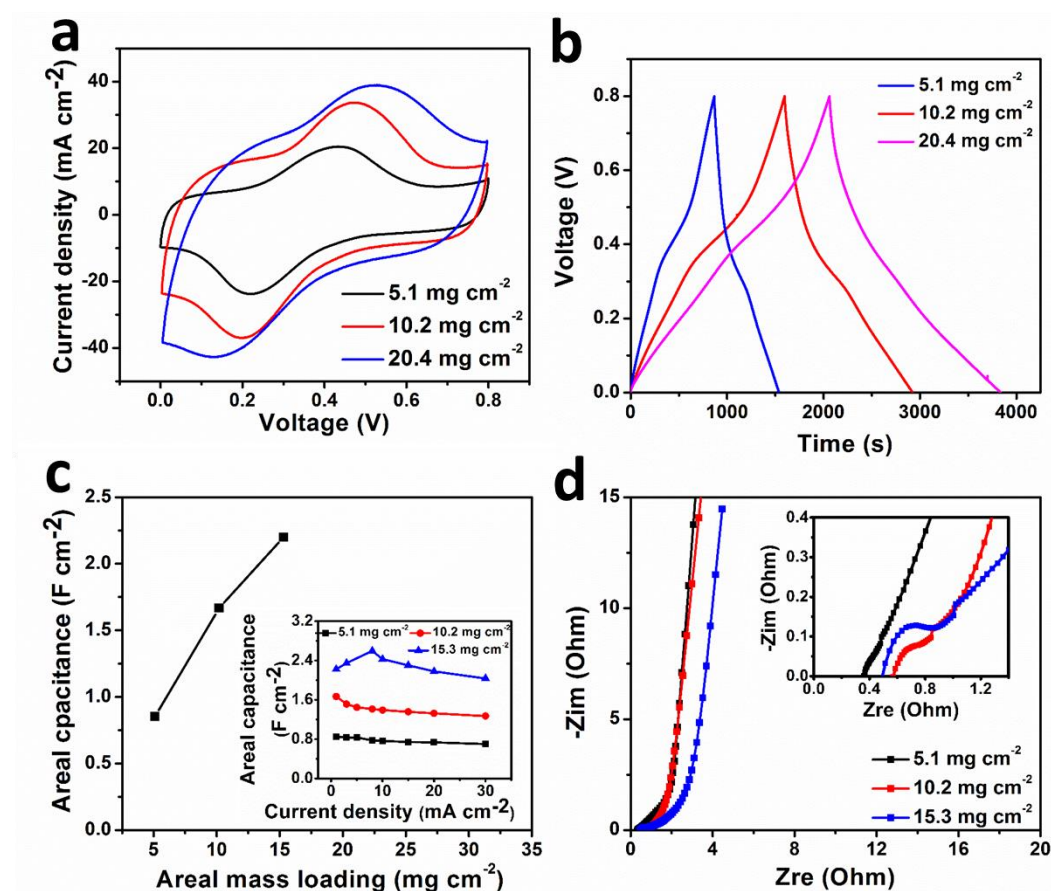 a
Current density (mA cm-2)
40
20
0
-20
-40
5.1 mg cm-2
10.2 mg cm-2
20.4 mg cm-2
0.0 0.2 0.4 0.6 0.8
Voltage (V)
b
Voltage (V)
1.0
0.8
0.6
0.4
0.2
0.0
5.1 mg cm-2
10.2 mg cm-2
20.4 mg cm-2
0 1000 2000 3000 4000
Time (s)
c
Areal cpacitance (F cm-2)
2.5
2.0
1.5
1.0
0.5
0.0
5 10 15 20 25 30 35
Areal mass loading (mg cm-2)
Areal capacitance
(F cm-2)
3.2
2.4
1.6
0.8
0.0
5.1 mg cm-2 10.2 mg cm-2
15.3 mg cm-2
0 10 20 30
Current density (mA cm-2)
d
-Zim (Ohm)
15
10
5
0
0 4 8 12 16 20
Zre (Ohm)
-Zim (Ohm)
0.4
0.3
0.2
0.1
0.0
0.0 0.4 0.8 1.2
Zre (Ohm)
5.1 mg cm-2
10.2 mg cm-2
15.3 mg cm-2